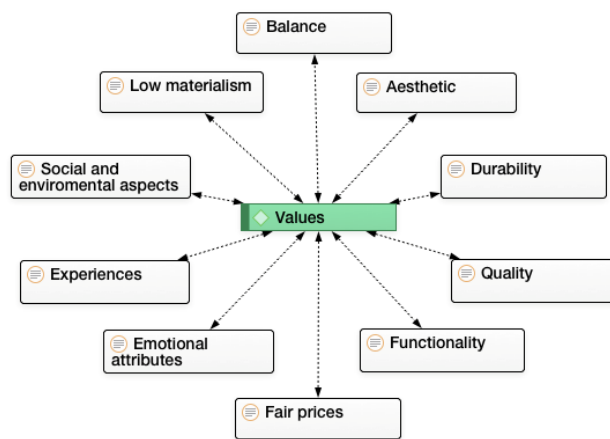 Balance
Low materialism
Aesthetic
Social and
enviromental aspects
Durability
Values
Experiences
Quality
Emotional
attributes
Functionality
Fair prices